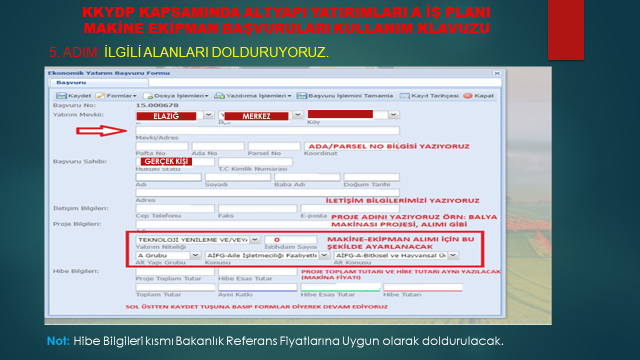 KKYDP KAPSAMINDA ALTYAPI YATIRIMLARI A İŞ PLANI
MAKİNE EKİPMAN BAŞVURULARI KULLANIM KLAVUZU
5. ADIM: İLGİLİ ALANLARI DOLDURUYORUZ.
Ekonomik Yatırım Başvuru Formu
Başvuru
Kaydet Formlar Dosya İşlemleri Yazdırma İşlemleri Başvuru İşlemini Tamamla Kayıt Tarihçesi Kapat
Başvuru No: 15.000678
Yatırım Mevkii: ELAZIĞ MERKEZ
Köy
Mevki/Adres
ADA/PARSEL NO BİLGİSİ YAZIYORUZ
Pafta No Ada No Parsel No Koordinat
Başvuru Sahibi: GERÇEK KİŞİ
Hukuki Statü T.C Kimlik Numarası
Adı Soyadı Baba Adı Doğum Tarihi
Adres
İLETİŞİM BİLGİLERİMİZİ YAZIYORUZ
İletişim Bilgileri:
Cep Telefonu Faks E-posta
PROJE ADINI YAZIYORUZ ÖRN: BALYA MAKİNASI PROJESİ, ALIMI GİBİ
Proje Bilgileri:
Adı
TEKNOLOJİ YENİLEME VE/VEYA 0
Yatırım Niteliği İstihdam Sayısı
MAKİNE-EKİPMAN ALIMI İÇİN BU ŞEKİLDE AYARLANACAK
A Grubu AİFG-Aile İşletmeciliği Faaliyetle AİFG-A-Bitkisel ve Hayvansal Ür
Alt Yapı Grubu Konusu Alt Konusu
Hibe Bilgileri:
PROJE TOPLAM TUTARI VE HİBE TUTARI AYNI YAZILACAK (MAKİNA FİYATI)
Proje Toplam Tutar Hibe Esas Tutar
Toplam Tutar Ayni Katkı Hibe Esas Tutar Hibe Tutarı
SOL ÜSTTEN KAYDET TUŞUNA BASIP FORMLAR DİYEREK DEVAM EDİYORUZ
Not: Hibe Bilgileri kısmı Bakanlık Referans Fiyatlarına Uygun olarak doldurulacak.